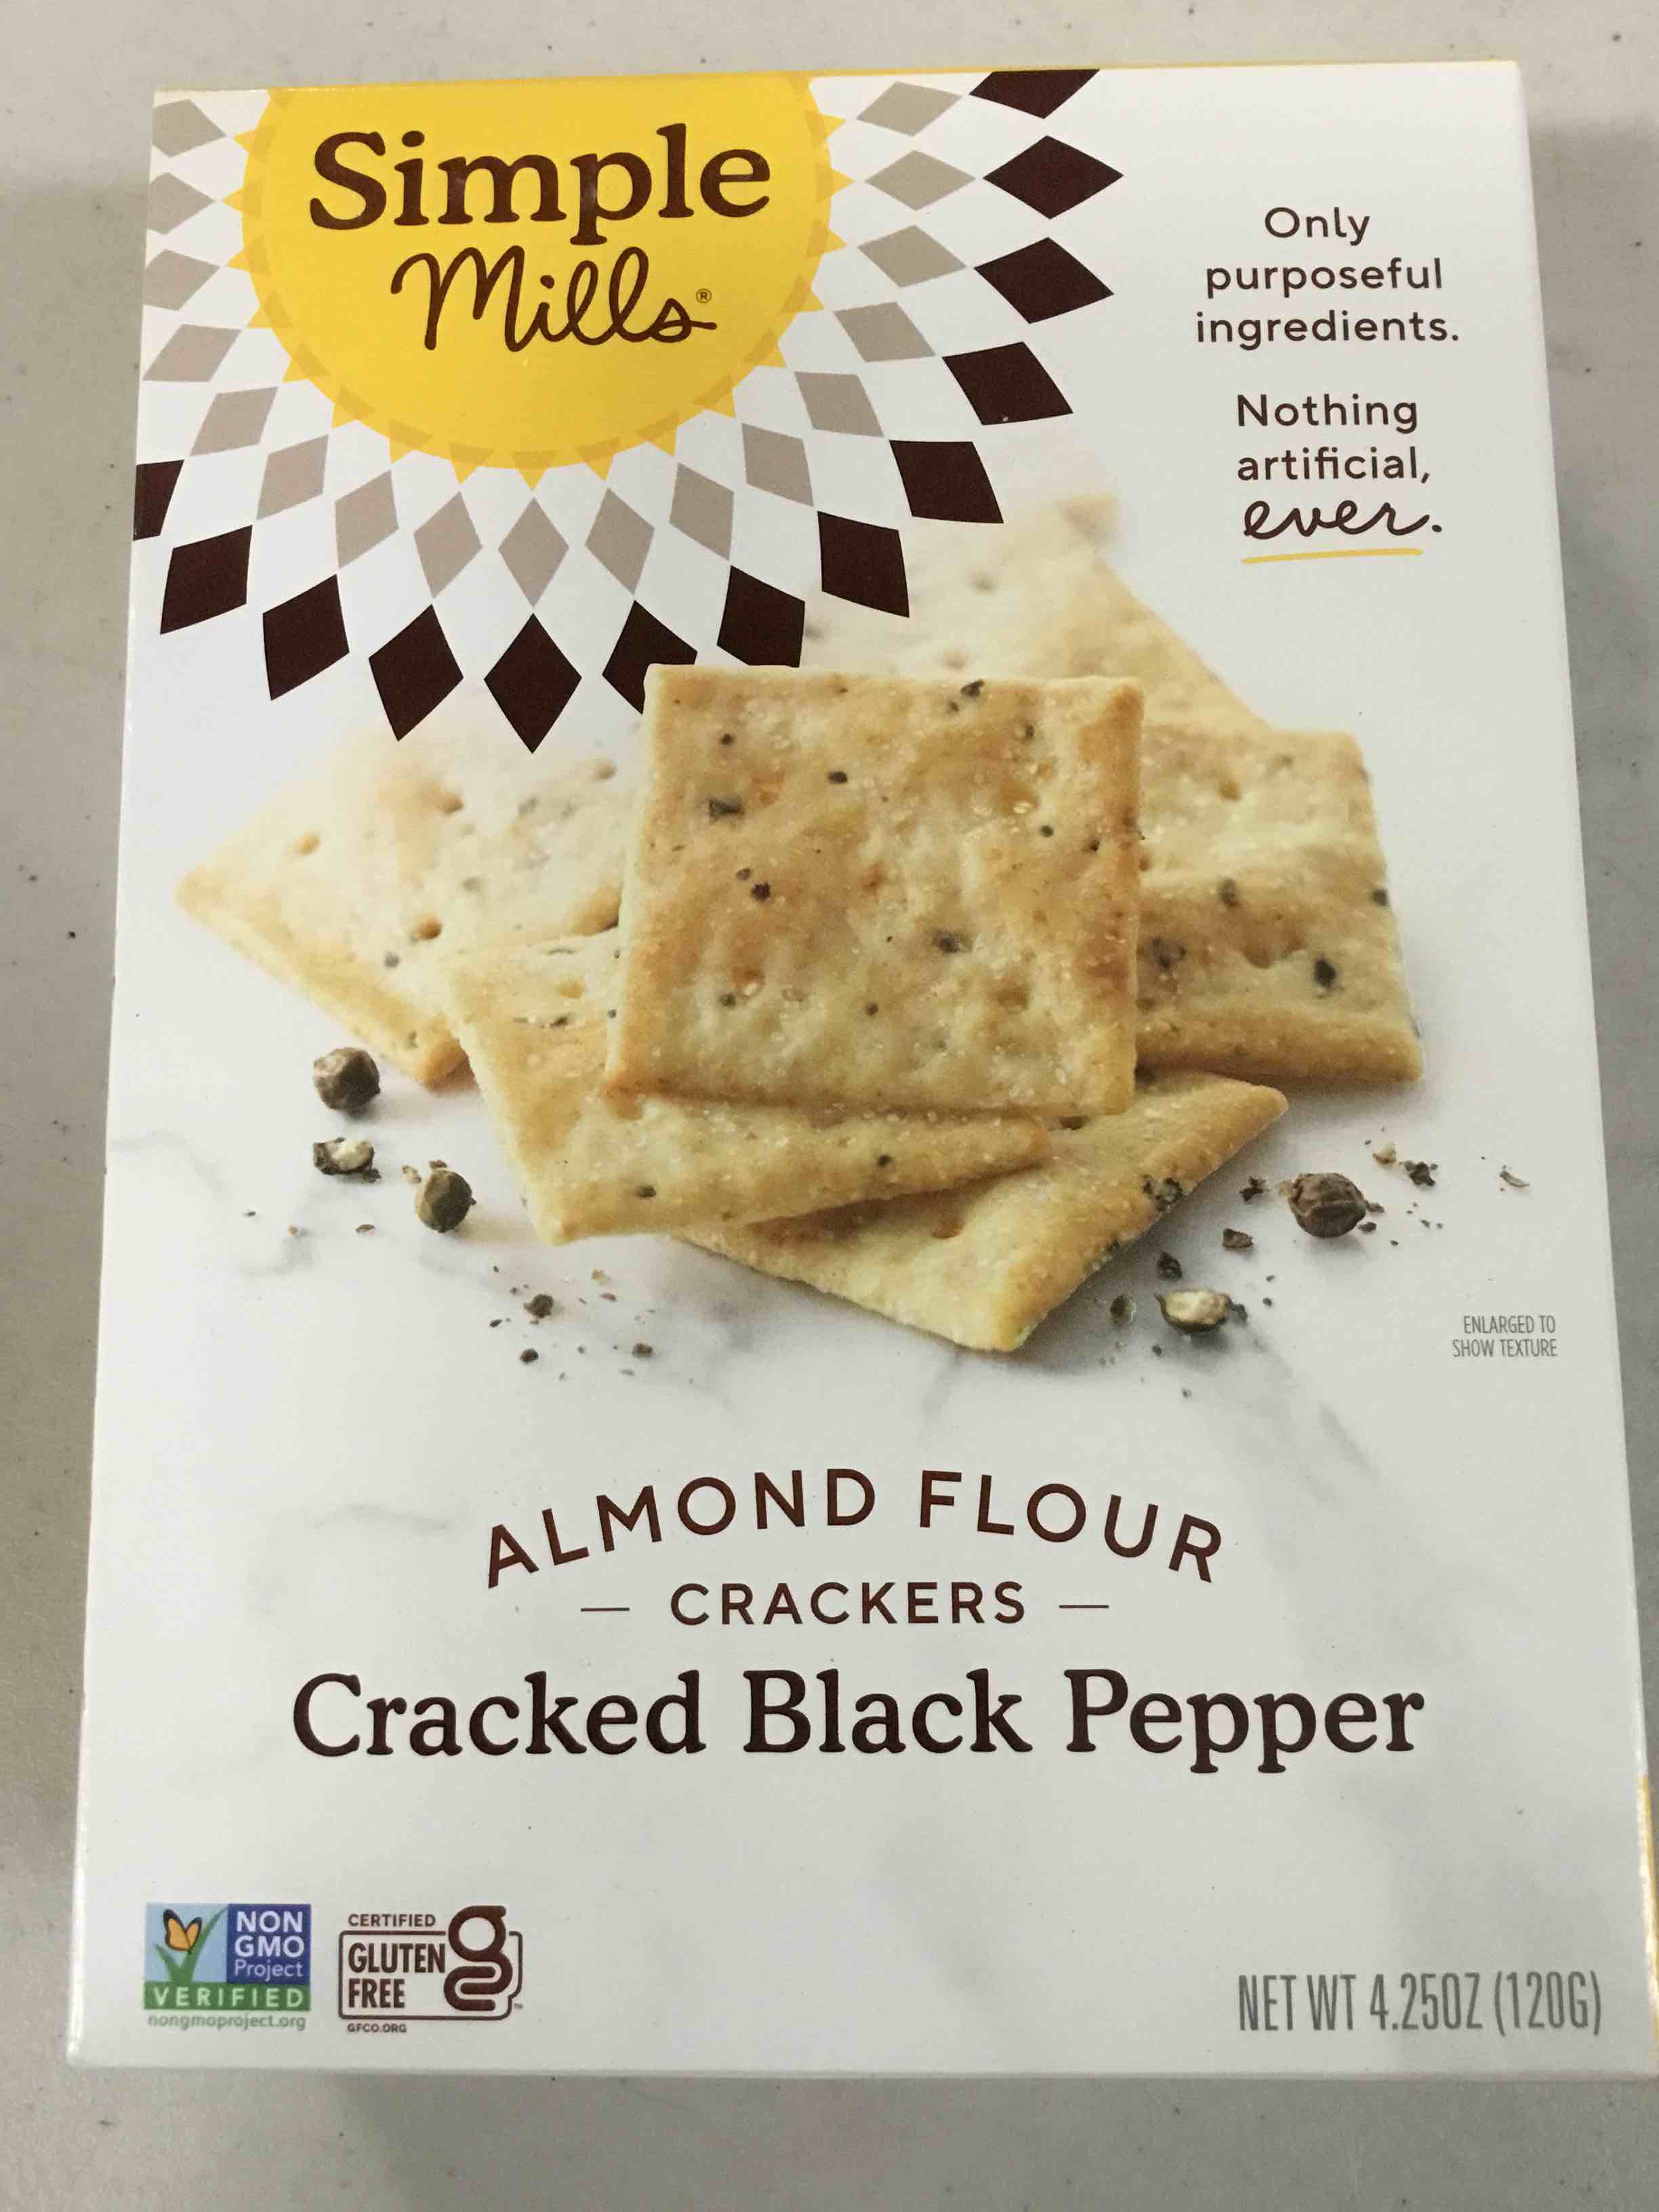 Simple
Mills®
Only
purposeful
ingredients.
Nothing
artificial,
ever.
ENLARGED TO
SHOW TEXTURE
ALMOND FLOUR
— CRACKERS —
Cracked Black Pepper
NON
GMO
Project
VERIFIED
nongmoproject.org
CERTIFIED
GLUTEN
FREE
GFCO.ORG
NET WT 4.25OZ (120G)